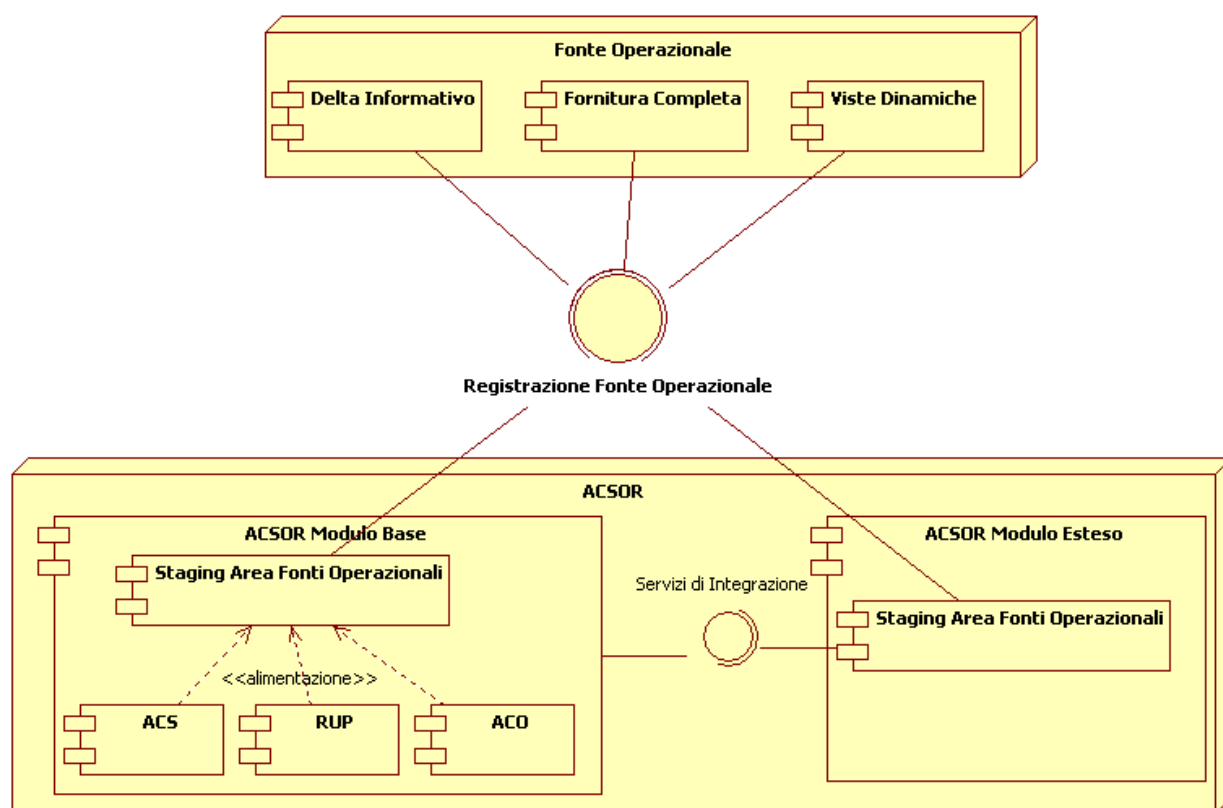 Fonte Operazionale
Delta Informativo
Fornitura Completa
Viste Dinamiche
Registrazione Fonte Operazionale
ACSOR
ACSOR Modulo Base
ACSOR Modulo Esteso
Staging Area Fonti Operazionali
Servizi di Integrazione
Staging Area Fonti Operazionali
<<alimentazione>>
ACS
RUP
ACO